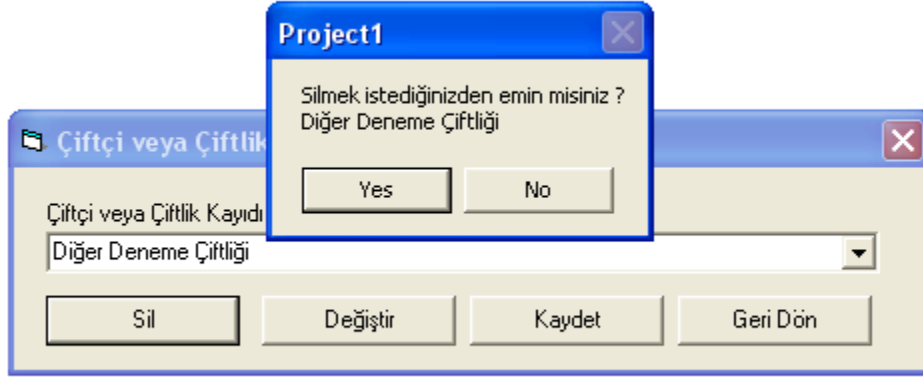 Project1
Silmek istediğinizden emin misiniz ?
Diğer Deneme Çiftliği
Yes
No
Çiftçi veya Çiftlik
Çiftçi veya Çiftlik Kayıdı
Diğer Deneme Çiftliği
Sil
Değiştir
Kaydet
Geri Dön